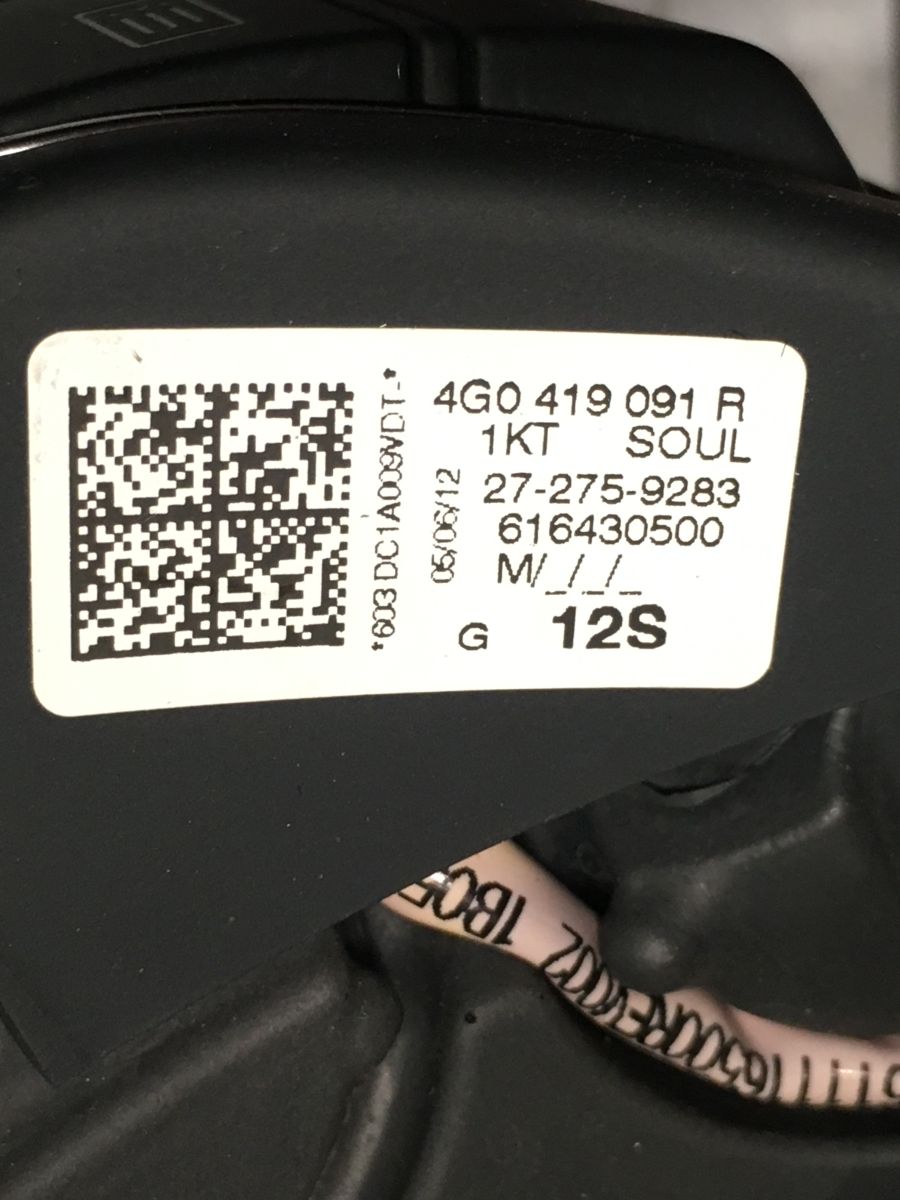 *603 DC1A009VDT-*
4G0 419 091 R
1KT SOUL
05/06/12
27-275-9283
616430500
M/_/_/_
G 12S